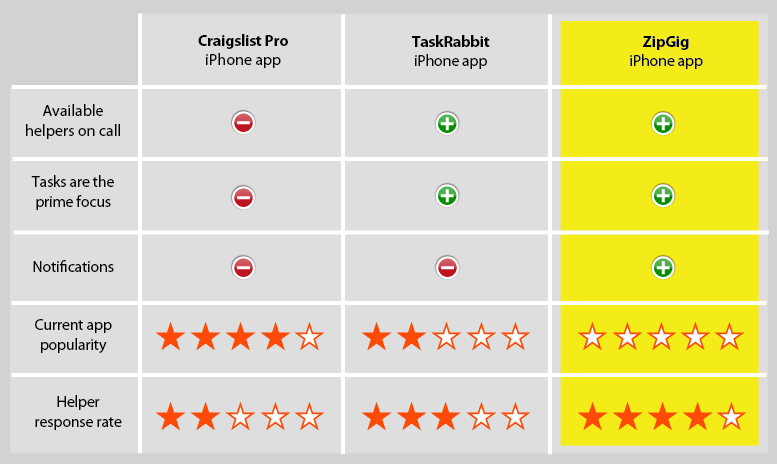 Craigslist Pro
iPhone app
TaskRabbit
iPhone app
ZipGig
iPhone app
Available
helpers on call
Tasks are the
prime focus
Notifications
Current app
popularity
Helper
response rate